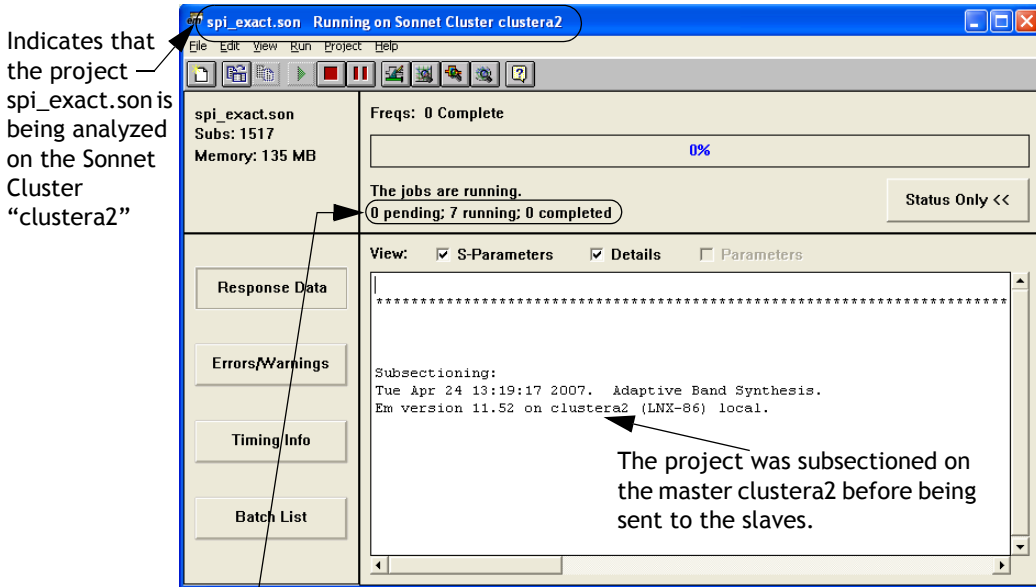 Indicates that
the project
spi_exact.son is
being analyzed
on the Sonnet
Cluster
“clustera2”
em spi_exact.son Running on Sonnet Cluster clustera2
File Edit View Run Project Help
spi_exact.son
Subs: 1517
Memory: 135 MB
Freqs: 0 Complete
0%
The jobs are running.
0 pending; 7 running; 0 completed
Status Only <<
View: S-Parameters Details Parameters
Response Data
Errors/Warnings
Timing Info
Batch List
************************************************************************
Subsectioning:
Tue Apr 24 13:19:17 2007. Adaptive Band Synthesis.
Em version 11.52 on clustera2 (LNX-86) local.
The project was subsectioned on
the master clustera2 before being
sent to the slaves.